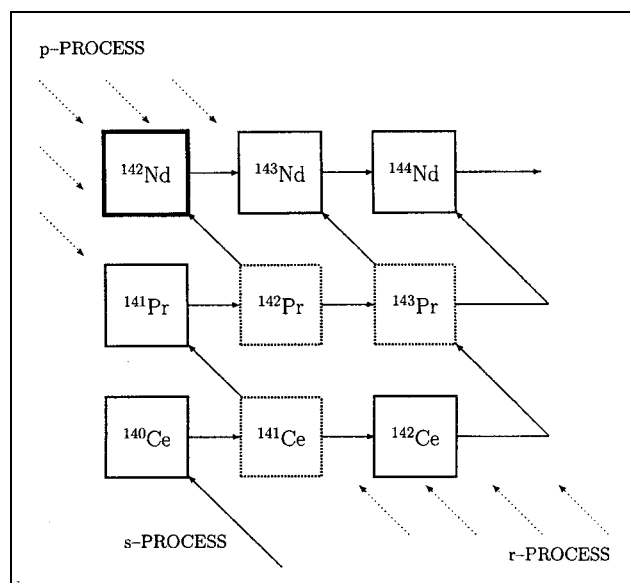 p–PROCESS
¹⁴²Nd ¹⁴³Nd ¹⁴⁴Nd
¹⁴¹Pr ¹⁴²Pr ¹⁴³Pr
¹⁴⁰Ce ¹⁴¹Ce ¹⁴²Ce
s–PROCESS r–PROCESS